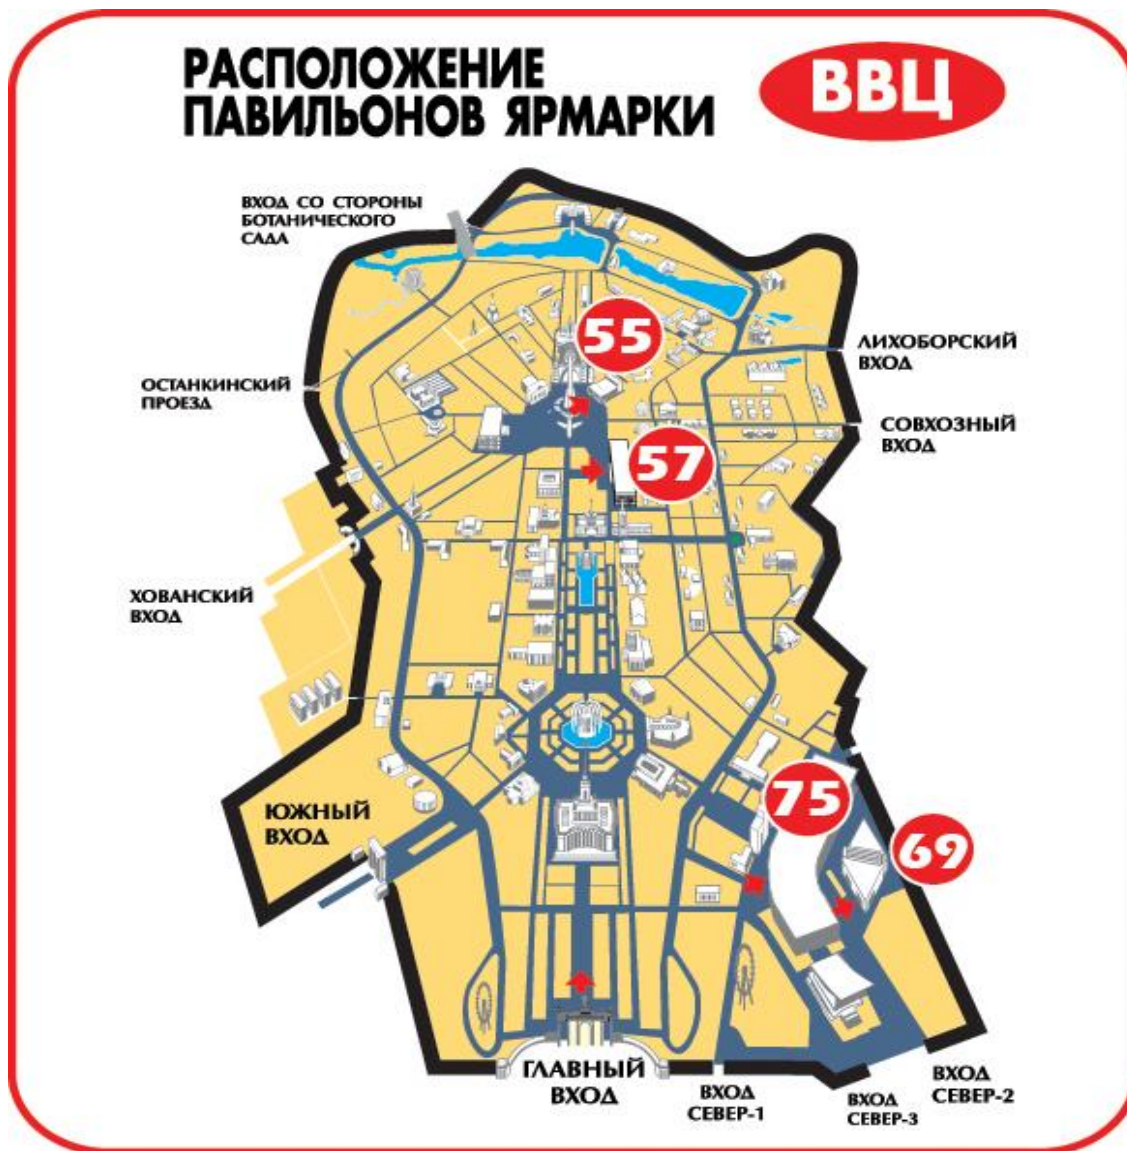 РАСПОЛОЖЕНИЕ
ПАВИЛЬОНОВ ЯРМАРКИ
ВВЦ
ВХОД СО СТОРОНЫ
БОТАНИЧЕСКОГО
САДА
55
ЛИХОБОРСКИЙ
ВХОД
ОСТАНКИНСКИЙ
ПРОЕЗД
СОВХОЗНЫЙ
ВХОД
57
ХОВАНСКИЙ
ВХОД
75
ЮЖНЫЙ
ВХОД
69
ГЛАВНЫЙ
ВХОД
ВХОД
СЕВЕР-1
ВХОД
СЕВЕР-3
ВХОД
СЕВЕР-2